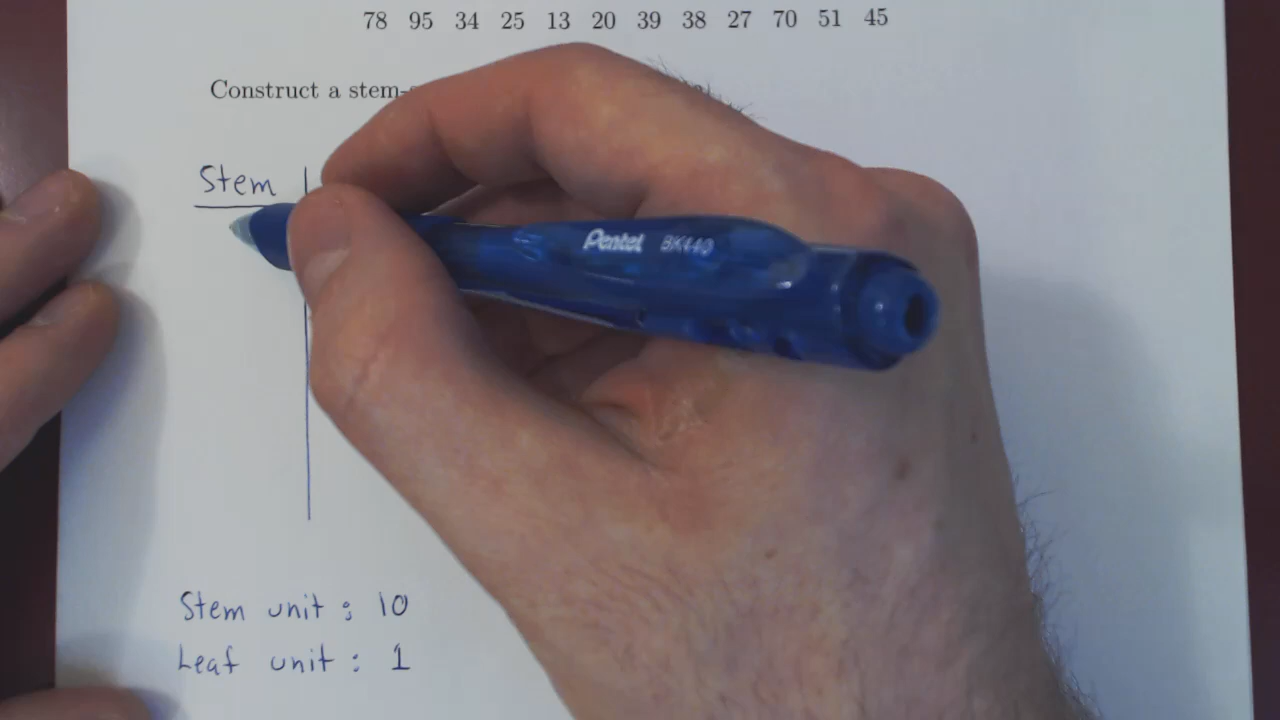 78 95 34 25 13 20 39 38 27 70 51 45
Construct a stem-
Stem
Pentel BK440
Stem unit : 10
Leaf unit : 1